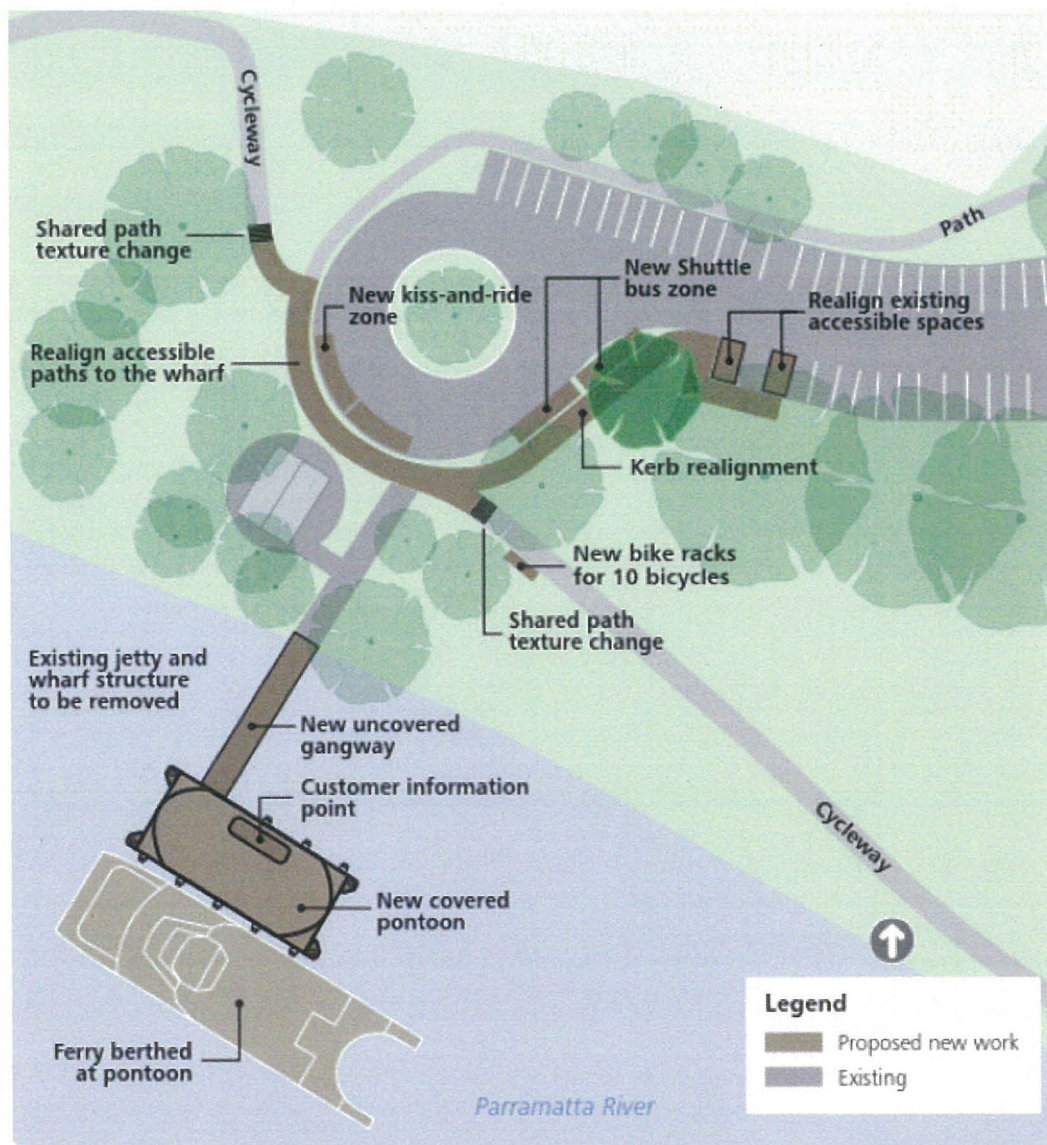 Cycleway
Shared path
texture change
Path
New kiss-and-ride
zone
New Shuttle
bus zone
Realign existing
accessible spaces
Realign accessible
paths to the wharf
Kerb realignment
New bike racks
for 10 bicycles
Shared path
texture change
Existing jetty and
wharf structure
to be removed
New uncovered
gangway
Customer information
point
Cycleway
New covered
pontoon
Ferry berthed
at pontoon
Legend
Proposed new work
Existing
Parramatta River